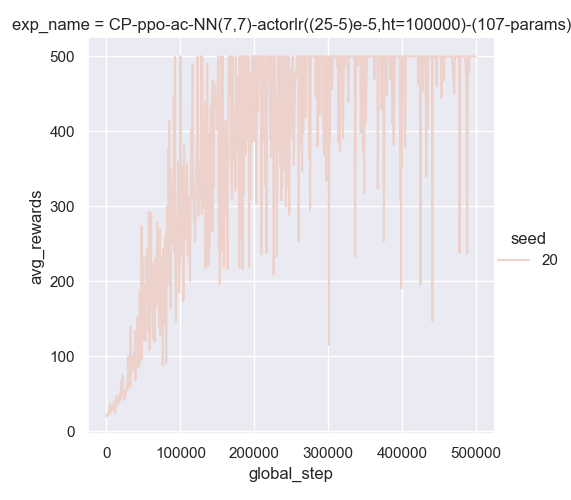 exp_name = CP-ppo-ac-NN(7,7)-actorlr((25-5)e-5,ht=100000)-(107-params)
500
400
300
200
100
0
avg_rewards
0 100000 200000 300000 400000 500000
global_step
seed
20